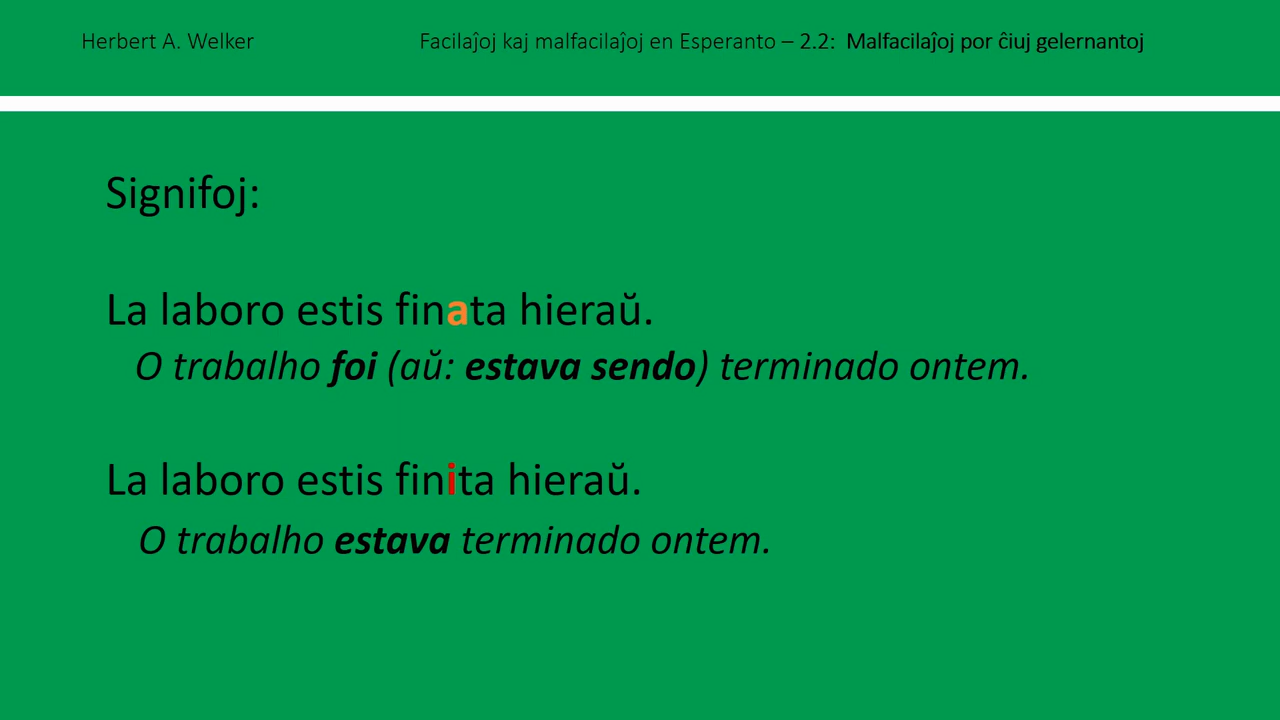 Herbert A. Welker Facilaĵoj kaj malfacilaĵoj en Esperanto – 2.2: Malfacilaĵoj por ĉiuj gelernantoj
Signifoj:
La laboro estis finata hieraŭ.
O trabalho foi (aŭ: estava sendo) terminado ontem.
La laboro estis finita hieraŭ.
O trabalho estava terminado ontem.